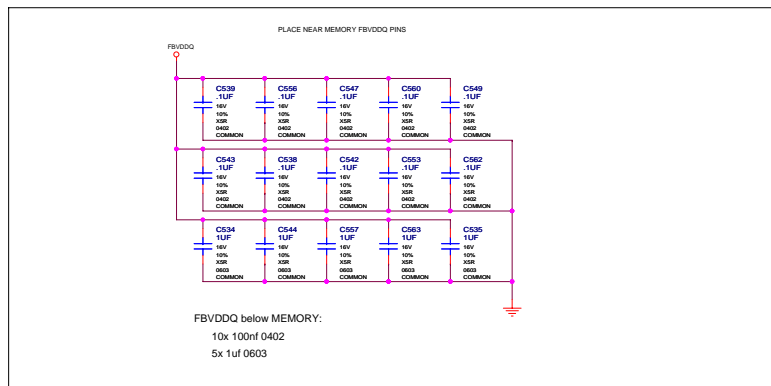 PLACE NEAR MEMORY FBVDDQ PINS
FBVDDQ
C539 C556 C547 C560 C549
.1UF .1UF .1UF .1UF .1UF
16V 16V 16V 16V 16V
10% 10% 10% 10% 10%
X5R X5R X5R X5R X5R
0402 0402 0402 0402 0402
COMMON COMMON COMMON COMMON COMMON
C543 C538 C542 C553 C562
.1UF .1UF .1UF .1UF .1UF
16V 16V 16V 16V 16V
10% 10% 10% 10% 10%
X5R X5R X5R X5R X5R
0402 0402 0402 0402 0402
COMMON COMMON COMMON COMMON COMMON
C534 C544 C557 C563 C535
1UF 1UF 1UF 1UF 1UF
16V 16V 16V 16V 16V
10% 10% 10% 10% 10%
X5R X5R X5R X5R X5R
0603 0603 0603 0603 0603
COMMON COMMON COMMON COMMON COMMON
FBVDDQ below MEMORY:
10x 100nf 0402
5x 1uf 0603